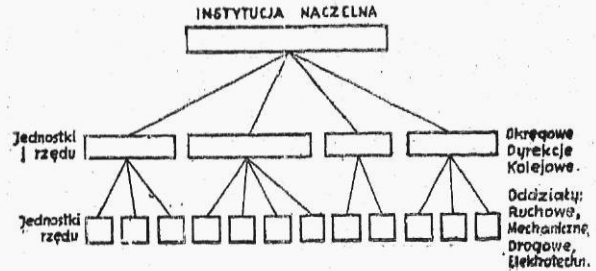 INSTYTUCJA NACZELNA
Jednostki
I rzędu
Okręgowe
Dyrekcje
Kolejowe.
Jednostki
rzędu
Oddziały:
Ruchowe,
Mechaniczne,
Drogowe,
Elektrotechn.